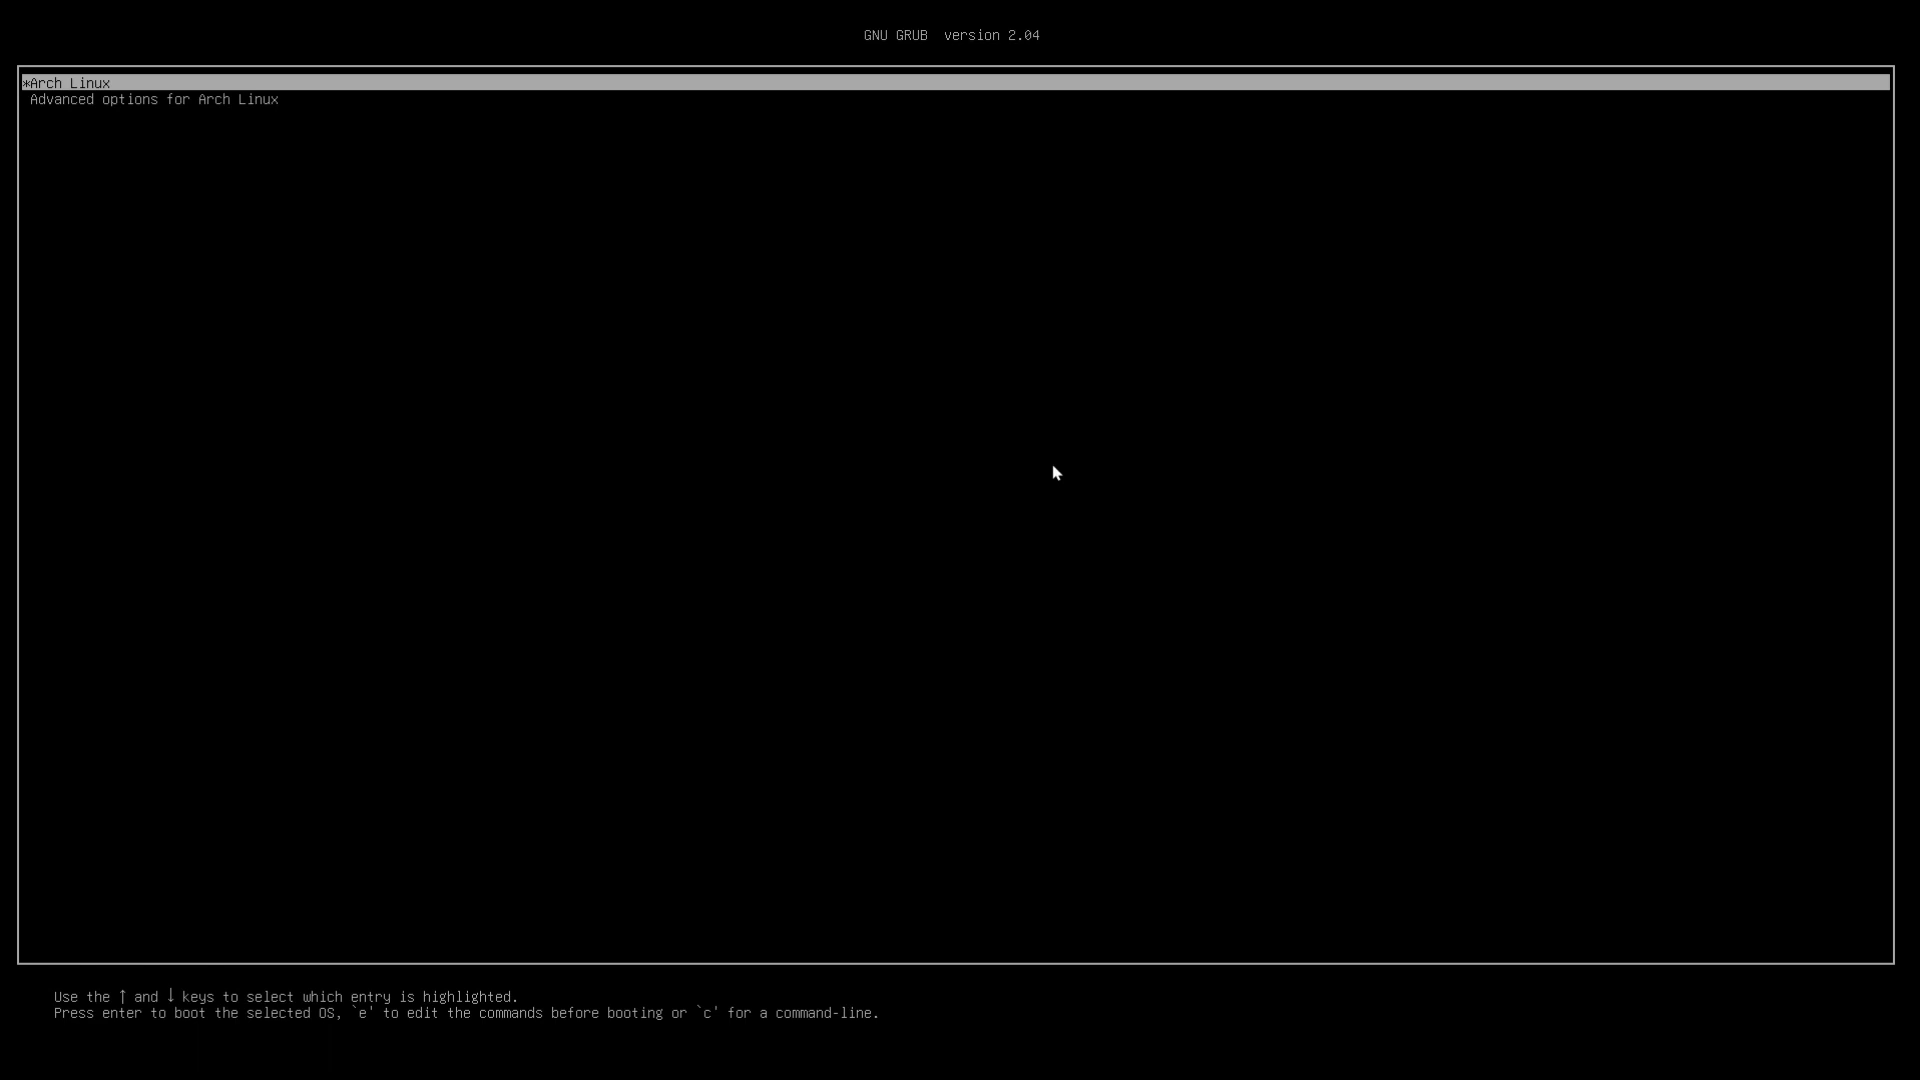 GNU GRUB  version 2.04
*Arch Linux
Advanced options for Arch Linux
Use the ↑ and ↓ keys to select which entry is highlighted.
Press enter to boot the selected OS, `e' to edit the commands before booting or `c' for a command-line.